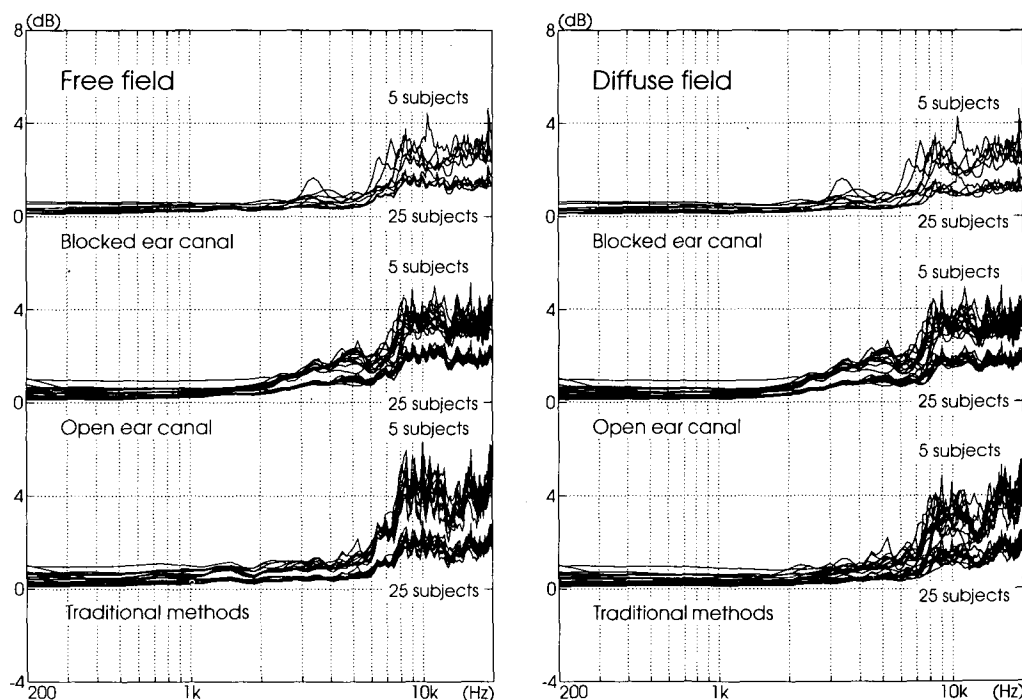 8 (dB)
Free field
5 subjects
4
0
25 subjects
Blocked ear canal
5 subjects
4
0
25 subjects
Open ear canal
5 subjects
4
0
25 subjects
Traditional methods
-4
200 1k 10k (Hz)
8 (dB)
Diffuse field
5 subjects
4
0
25 subjects
Blocked ear canal
5 subjects
4
0
25 subjects
Open ear canal
5 subjects
4
0
25 subjects
Traditional methods
-4
200 1k 10k (Hz)